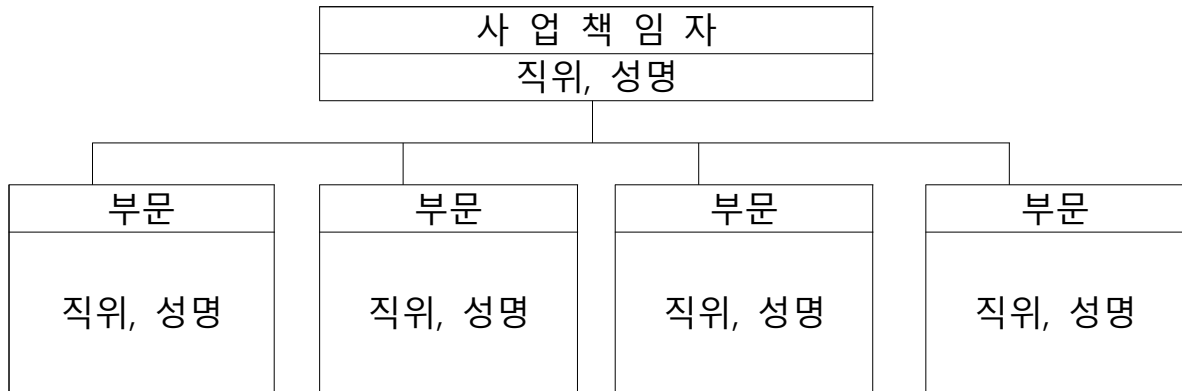 사 업 책 임 자
직위, 성명
부문 부문 부문 부문
직위, 성명 직위, 성명 직위, 성명 직위, 성명